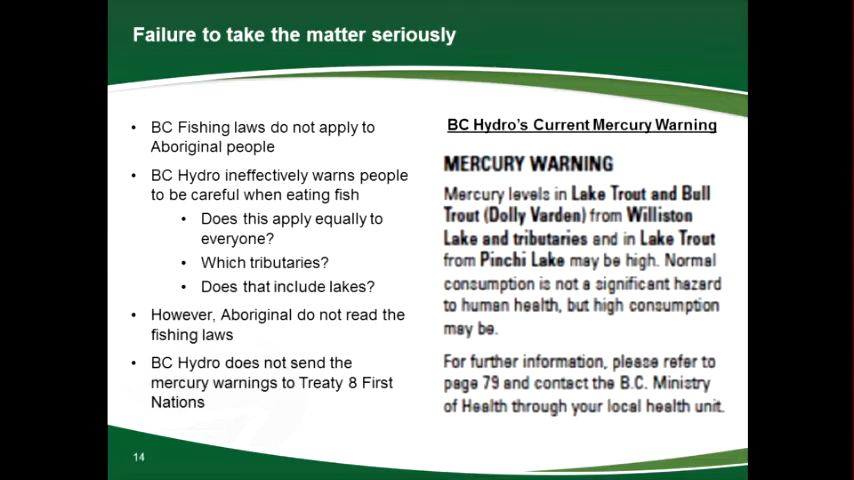 Failure to take the matter seriously
• BC Fishing laws do not apply to
Aboriginal people
• BC Hydro ineffectively warns people
to be careful when eating fish
• Does this apply equally to
everyone?
• Which tributaries?
• Does that include lakes?
• However, Aboriginal do not read the
fishing laws
• BC Hydro does not send the
mercury warnings to Treaty 8 First
Nations
BC Hydro's Current Mercury Warning
MERCURY WARNING
Mercury levels in Lake Trout and Bull
Trout (Dolly Varden) from Williston
Lake and tributaries and in Lake Trout
from Pinchi Lake may be high. Normal
consumption is not a significant hazard
to human health, but high consumption
may be.
For further information, please refer to
page 79 and contact the B.C. Ministry
of Health through your local health unit.
14